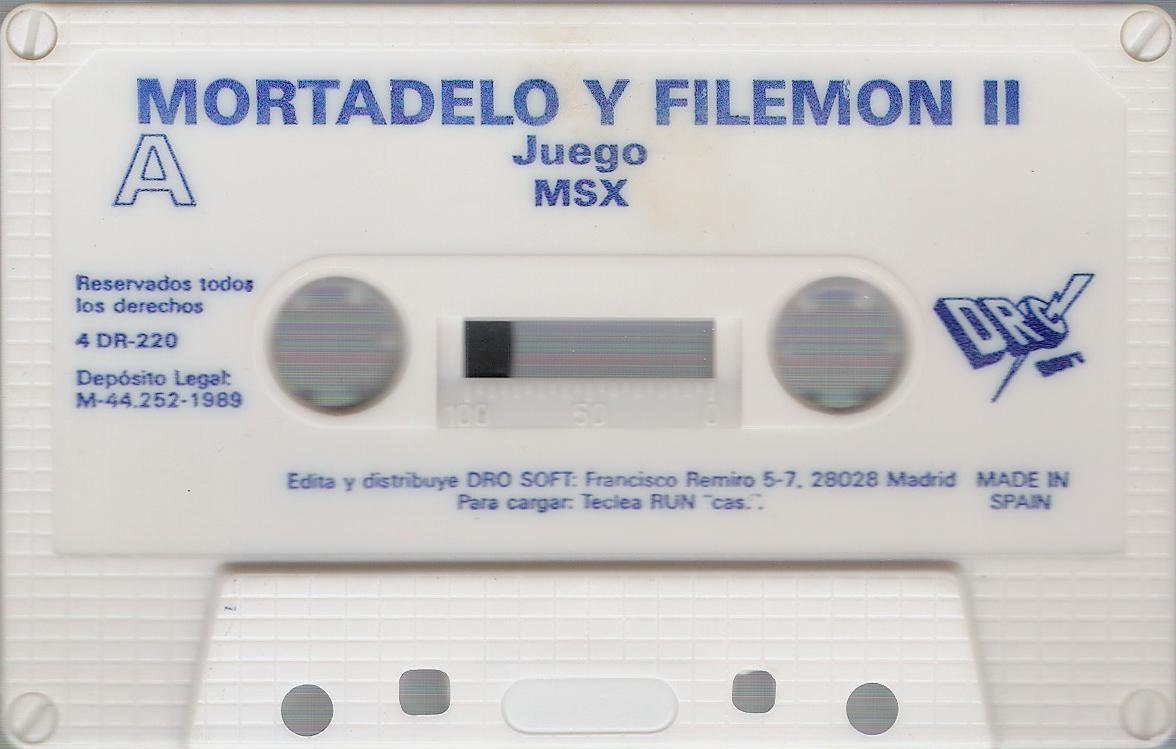 MORTADELO Y FILEMON II
A
Juego
MSX
Reservados todos
los derechos
4 DR-220
Depósito Legal:
M-44.252-1989
DRO
100 50 0
Edita y distribuye DRO SOFT: Francisco Remiro 5-7, 28028 Madrid
Para cargar: Teclea RUN "cas:".
MADE IN
SPAIN